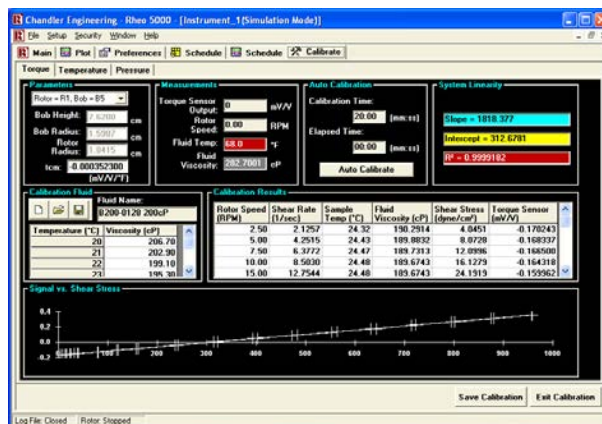 Chandler Engineering - Rheo 5000 - [Instrument_1(Simulation Mode)]
File Setup Security Window Help
Main Plot Preferences Schedule Schedule Calibrate
Torque Temperature Pressure
Parameters
Rotor = R1, Bob = B5
Bob Height: 7.6200 cm
Bob Radius: 1.5987 cm
Rotor Radius: 1.8415 cm
tcm: -0.000352300
(mV/V/°F)
Measurements
Torque Sensor Output: 0 mV/V
Rotor Speed: 0.00 RPM
Fluid Temp: 68.0 °F
Fluid Viscosity: 202.7001 cP
Auto Calibration
Calibration Time:
20:00 (mm:ss)
Elapsed Time:
00:00 (mm:ss)
Auto Calibrate
System Linearity
Slope = 1818.377
Intercept = 312.6781
R² = 0.9999182
Calibration Fluid
Fluid Name:
B200-0128 200cP
Temperature (°C) Viscosity (cP)
20 206.70
21 202.90
22 199.10
23 195.30
Calibration Results
Rotor Speed (RPM) Shear Rate (1/sec) Sample Temp (°C) Fluid Viscosity (cP) Shear Stress (dyne/cm²) Torque Sensor (mV/V)
2.50 2.1257 24.32 190.2914 4.0451 -0.170243
5.00 4.2515 24.43 189.8832 8.0728 -0.168337
7.50 6.3772 24.47 189.7313 12.0996 -0.166500
10.00 8.5030 24.48 189.6743 16.1279 -0.164318
15.00 12.7544 24.48 189.6743 24.1919 -0.159962
Signal vs. Shear Stress
0.4
0.2
0.0
-0.2
100 200 300 400 500 600 700 800 900 1000
Save Calibration Exit Calibration
Log File: Closed Rotor: Stopped